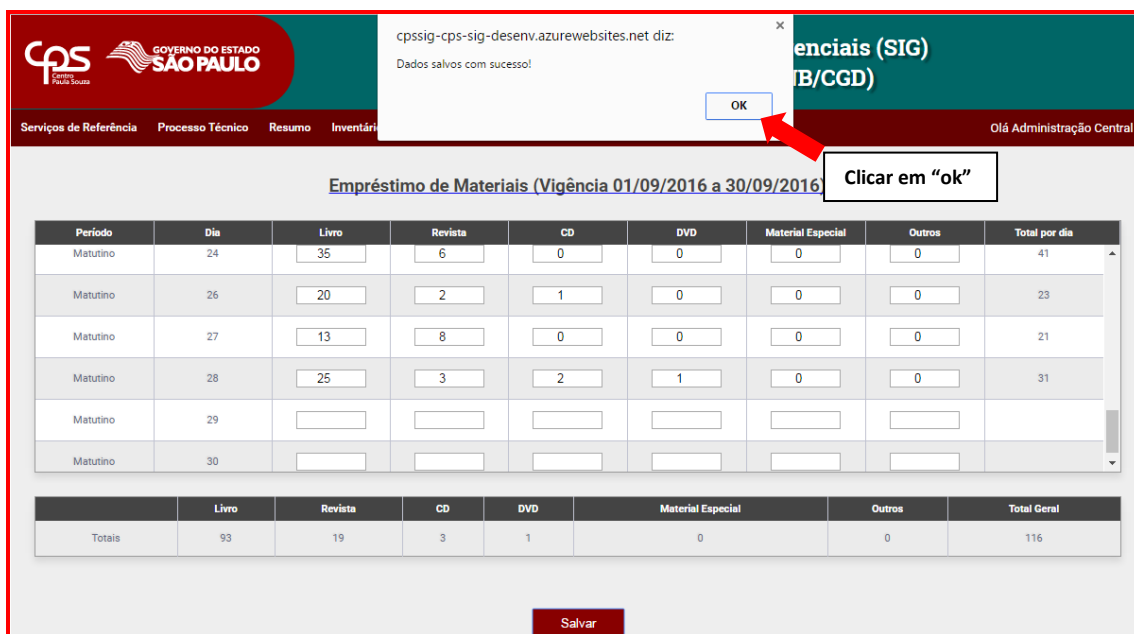 cps
Centro
Paula Souza
GOVERNO DO ESTADO
SÃO PAULO
cpssig-cps-sig-desenv.azurewebsites.net diz:
Dados salvos com sucesso!
OK
enciais (SIG)
B/CGD)
Serviços de Referência Processo Técnico Resumo Inventári
Olá Administração Central
Clicar em “ok”
Empréstimo de Materiais (Vigência 01/09/2016 a 30/09/2016)
Período Dia Livro Revista CD DVD Material Especial Outros Total por dia
Matutino 24 35 6 0 0 0 0 41
Matutino 26 20 2 1 0 0 0 23
Matutino 27 13 8 0 0 0 0 21
Matutino 28 25 3 2 1 0 0 31
Matutino 29
Matutino 30
Livro Revista CD DVD Material Especial Outros Total Geral
Totais 93 19 3 1 0 0 116
Salvar